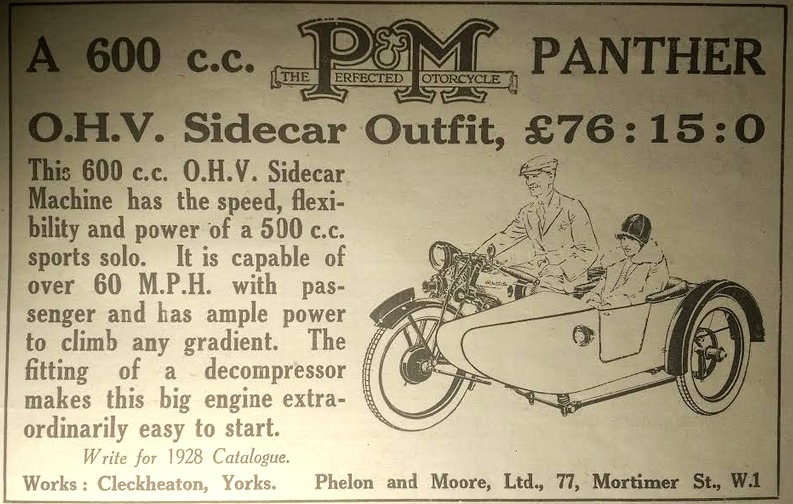 A 600 c.c. P&M PANTHER
THE PERFECTED MOTORCYCLE
O.H.V. Sidecar Outfit, £76:15:0
This 600 c.c. O.H.V. Sidecar
Machine has the speed, flexi-
bility and power of a 500 c.c.
sports solo. It is capable of
over 60 M.P.H. with pas-
senger and has ample power
to climb any gradient. The
fitting of a decompressor
makes this big engine extra-
ordinarily easy to start.
Write for 1928 Catalogue.
Works: Cleckheaton, Yorks. Phelon and Moore, Ltd., 77, Mortimer St., W.1